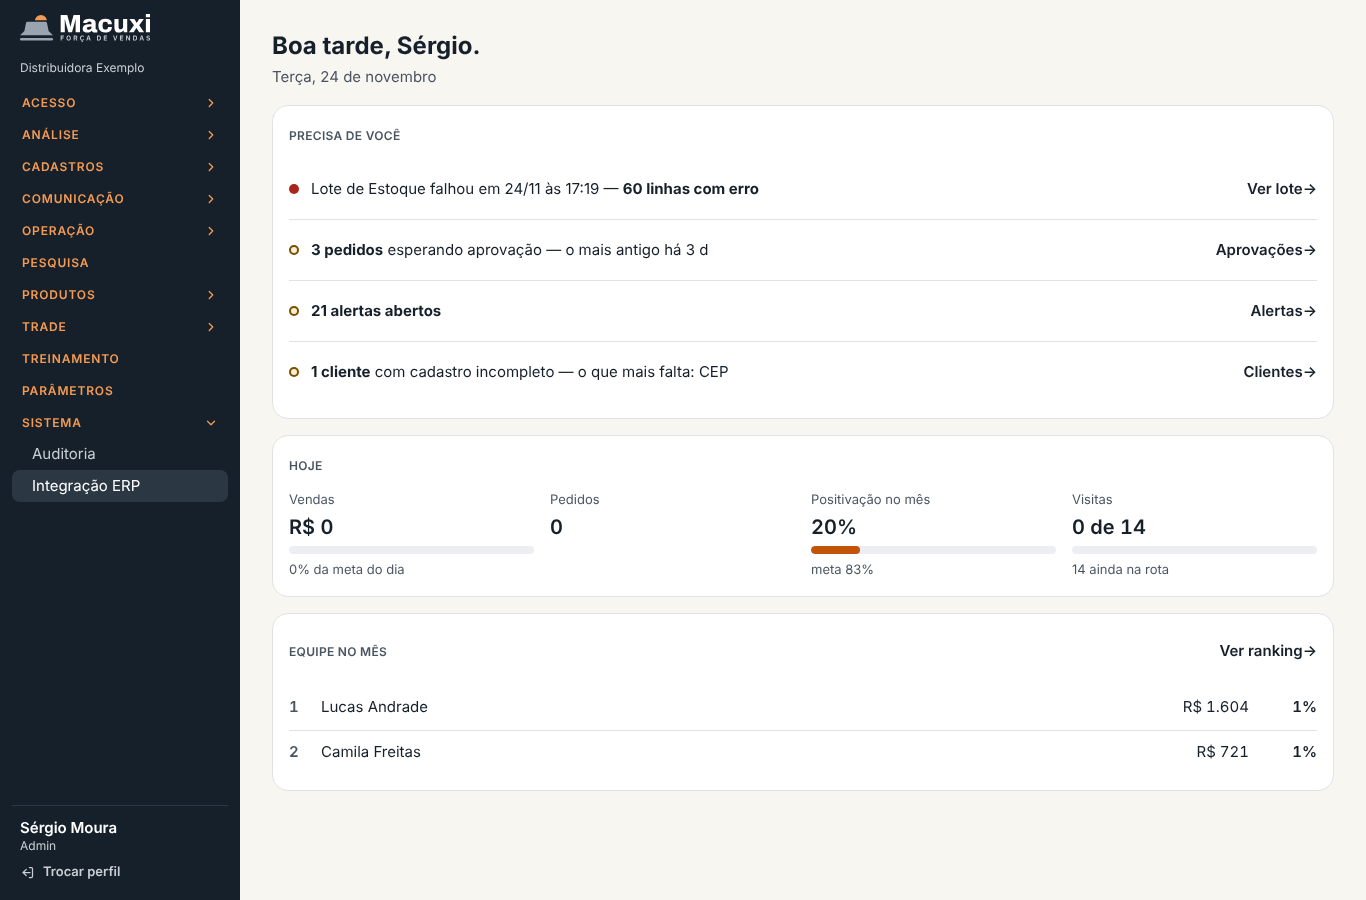 Macuxi
FORÇA DE VENDAS
Distribuidora Exemplo
ACESSO
ANÁLISE
CADASTROS
COMUNICAÇÃO
OPERAÇÃO
PESQUISA
PRODUTOS
TRADE
TREINAMENTO
PARÂMETROS
SISTEMA
Auditoria
Integração ERP
Sérgio Moura
Admin
Trocar perfil
Boa tarde, Sérgio.
Terça, 24 de novembro
PRECISA DE VOCÊ
Lote de Estoque falhou em 24/11 às 17:19 — 60 linhas com erro Ver lote→
3 pedidos esperando aprovação — o mais antigo há 3 d Aprovações→
21 alertas abertos Alertas→
1 cliente com cadastro incompleto — o que mais falta: CEP Clientes→
HOJE
Vendas Pedidos Positivação no mês Visitas
R$ 0 0 20% 0 de 14
0% da meta do dia meta 83% 14 ainda na rota
EQUIPE NO MÊS Ver ranking→
1 Lucas Andrade R$ 1.604 1%
2 Camila Freitas R$ 721 1%